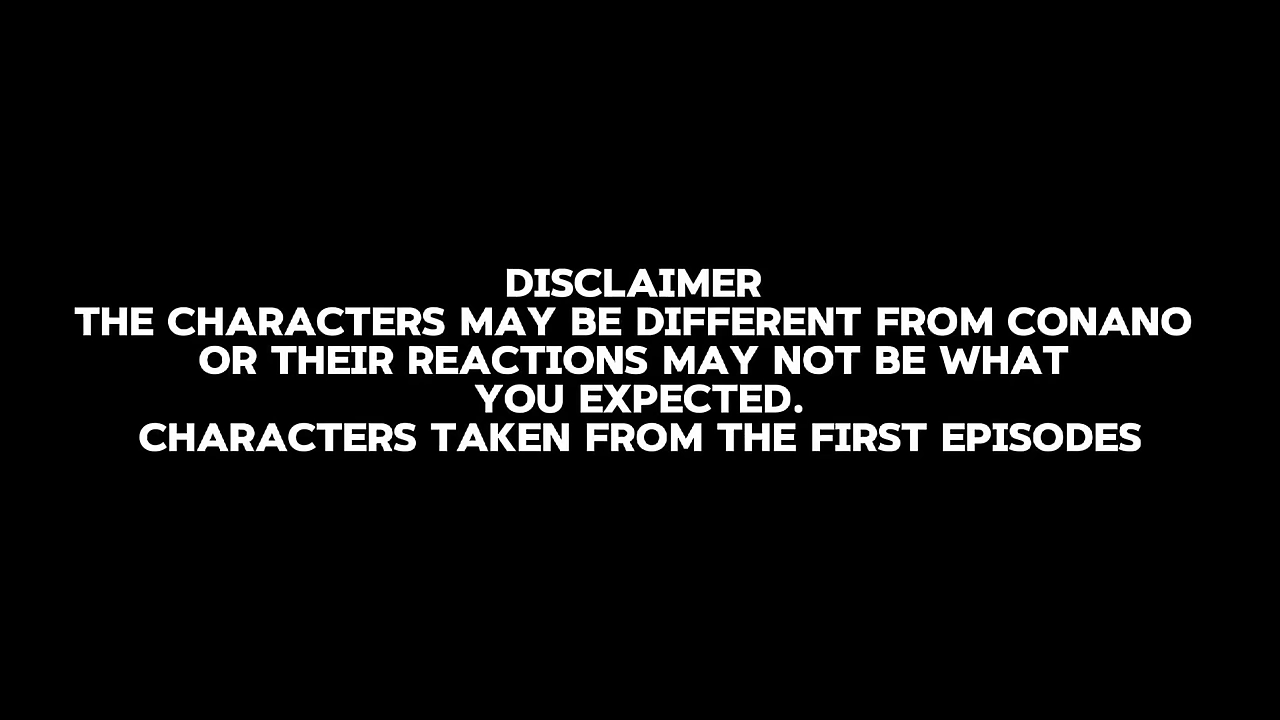 DISCLAIMER
THE CHARACTERS MAY BE DIFFERENT FROM CONANO
OR THEIR REACTIONS MAY NOT BE WHAT
YOU EXPECTED.
CHARACTERS TAKEN FROM THE FIRST EPISODES